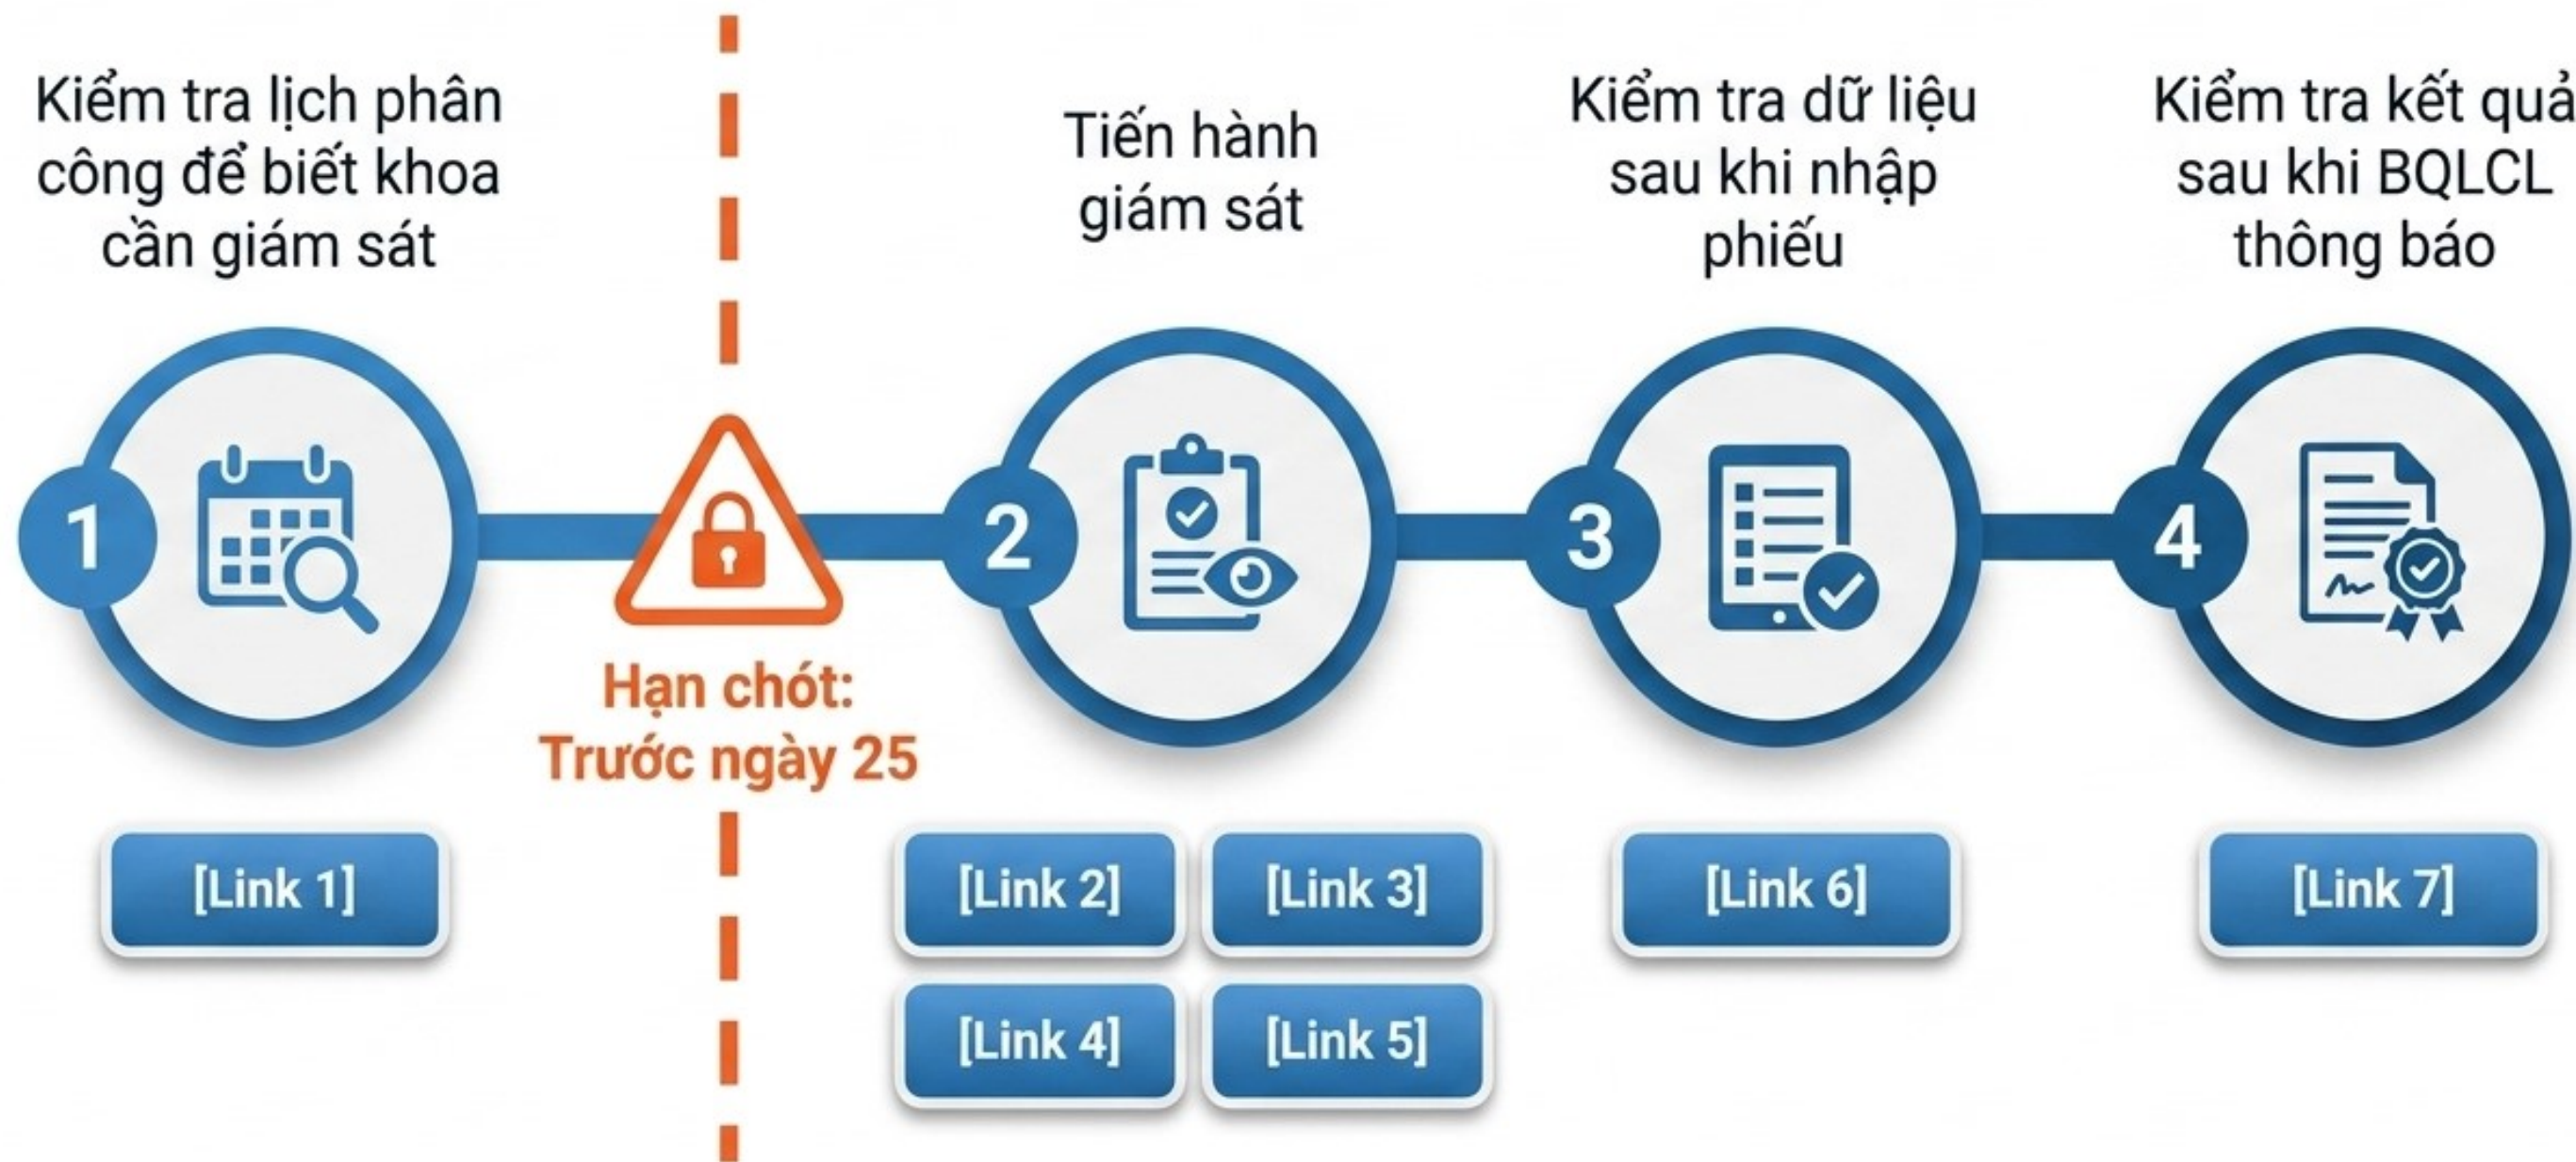 Kiểm tra lịch phân
công để biết khoa
cần giám sát
1
[Link 1]
Hạn chót:
Trước ngày 25
Tiến hành
giám sát
2
[Link 2]
[Link 3]
[Link 4]
[Link 5]
Kiểm tra dữ liệu
sau khi nhập
phiếu
3
[Link 6]
Kiểm tra kết quả
sau khi BQLCL
thông báo
4
[Link 7]